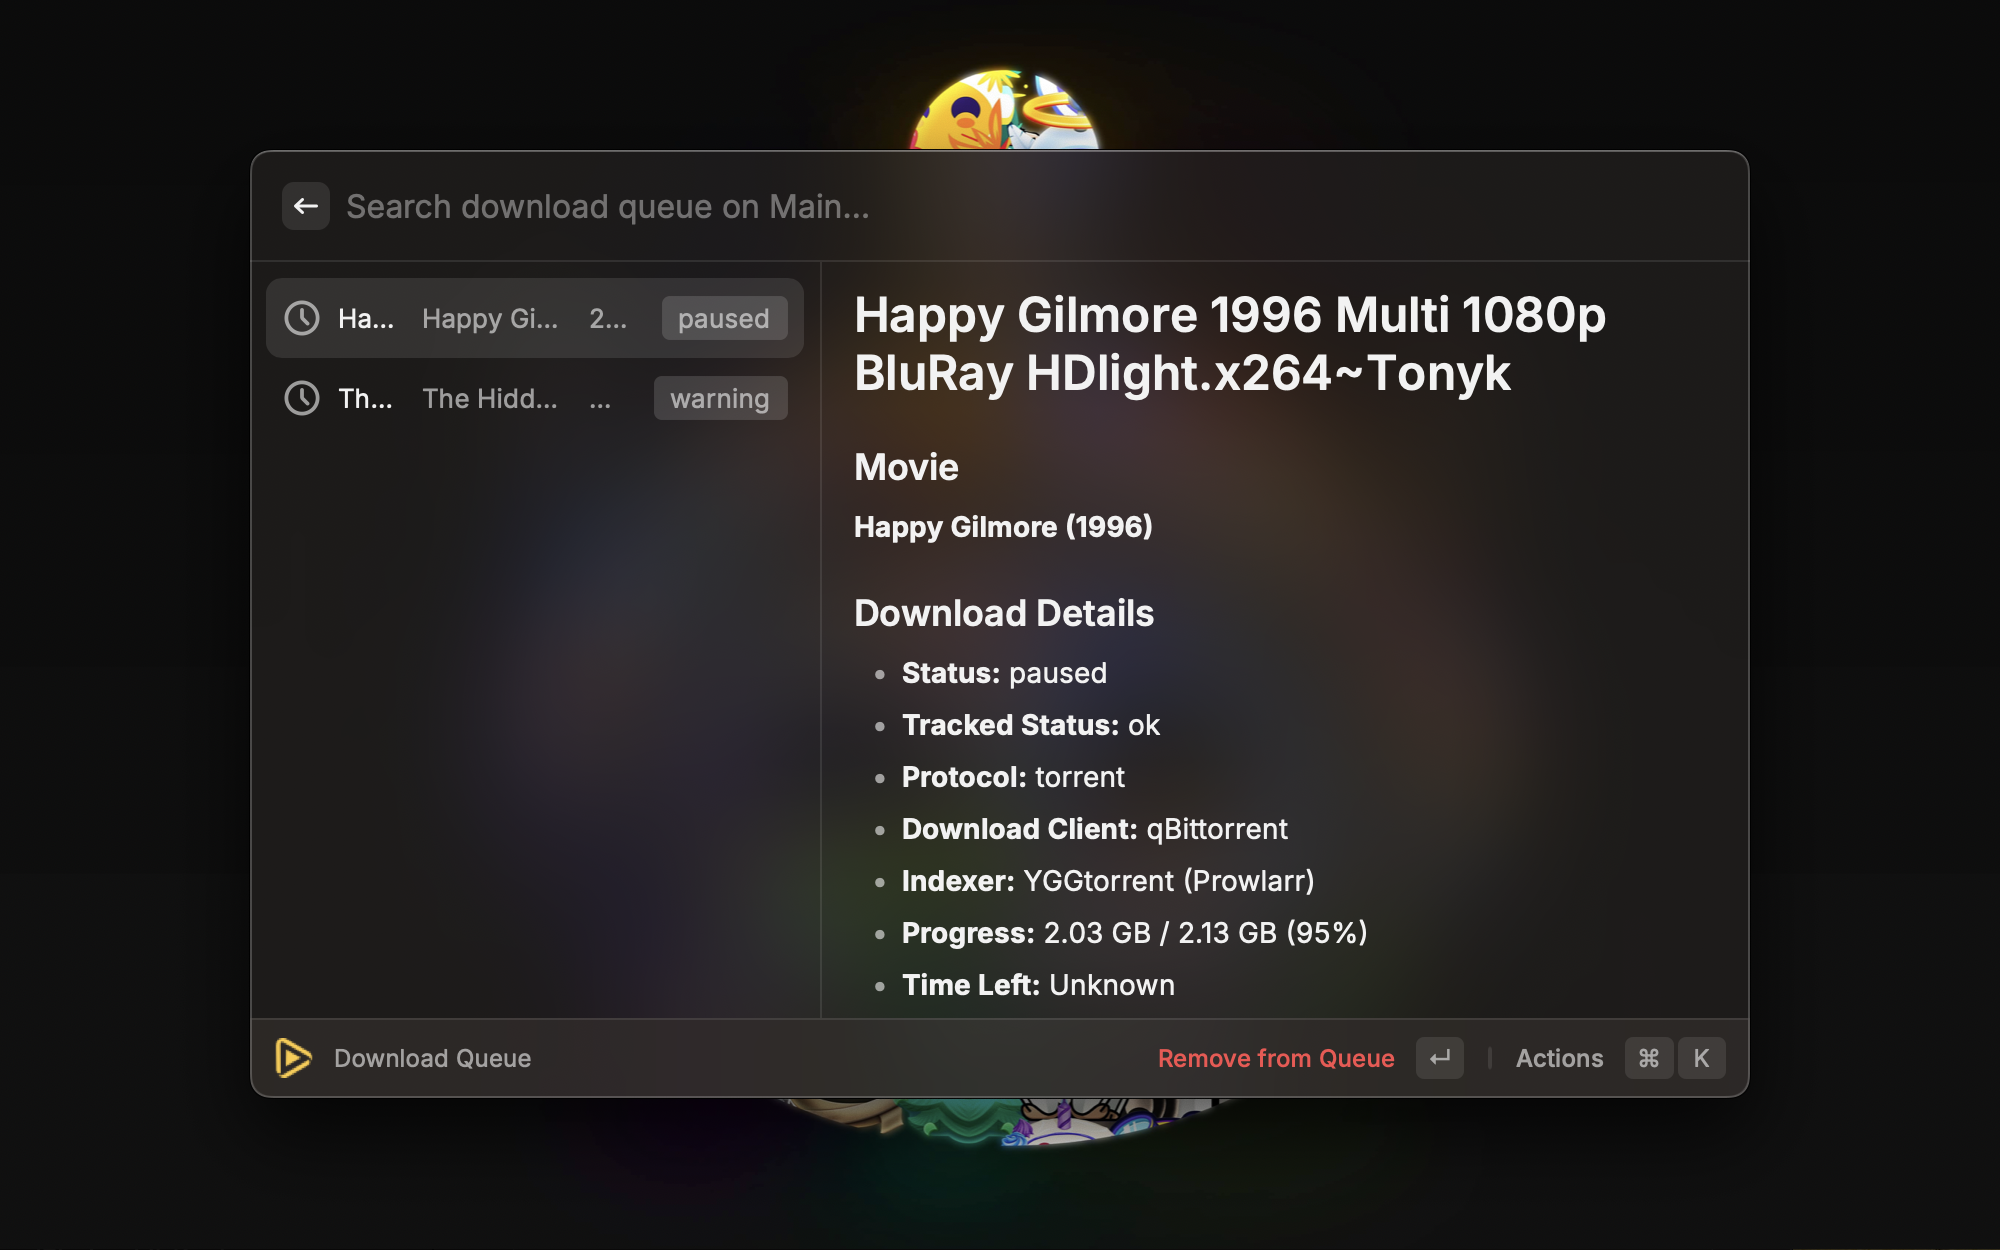 Search download queue on Main...
Ha... Happy Gi... 2... paused
Th... The Hidd... ... warning
Happy Gilmore 1996 Multi 1080p
BluRay HDlight.x264~Tonyk
Movie
Happy Gilmore (1996)
Download Details
Status: paused
Tracked Status: ok
Protocol: torrent
Download Client: qBittorrent
Indexer: YGGtorrent (Prowlarr)
Progress: 2.03 GB / 2.13 GB (95%)
Time Left: Unknown
Download Queue
Remove from Queue
Actions ⌘ K